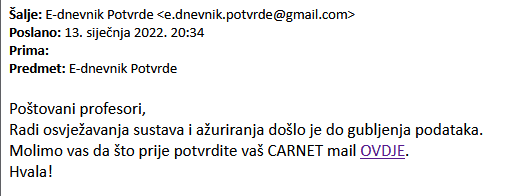 Šalje: E-dnevnik Potvrde <e.dnevnik.potvrde@gmail.com>
Poslano: 13. siječnja 2022. 20:34
Prima:
Predmet: E-dnevnik Potvrde
Poštovani profesori,
Radi osvježavanja sustava i ažuriranja došlo je do gubljenja podataka.
Molimo vas da što prije potvrdite vaš CARNET mail OVDJE.
Hvala!